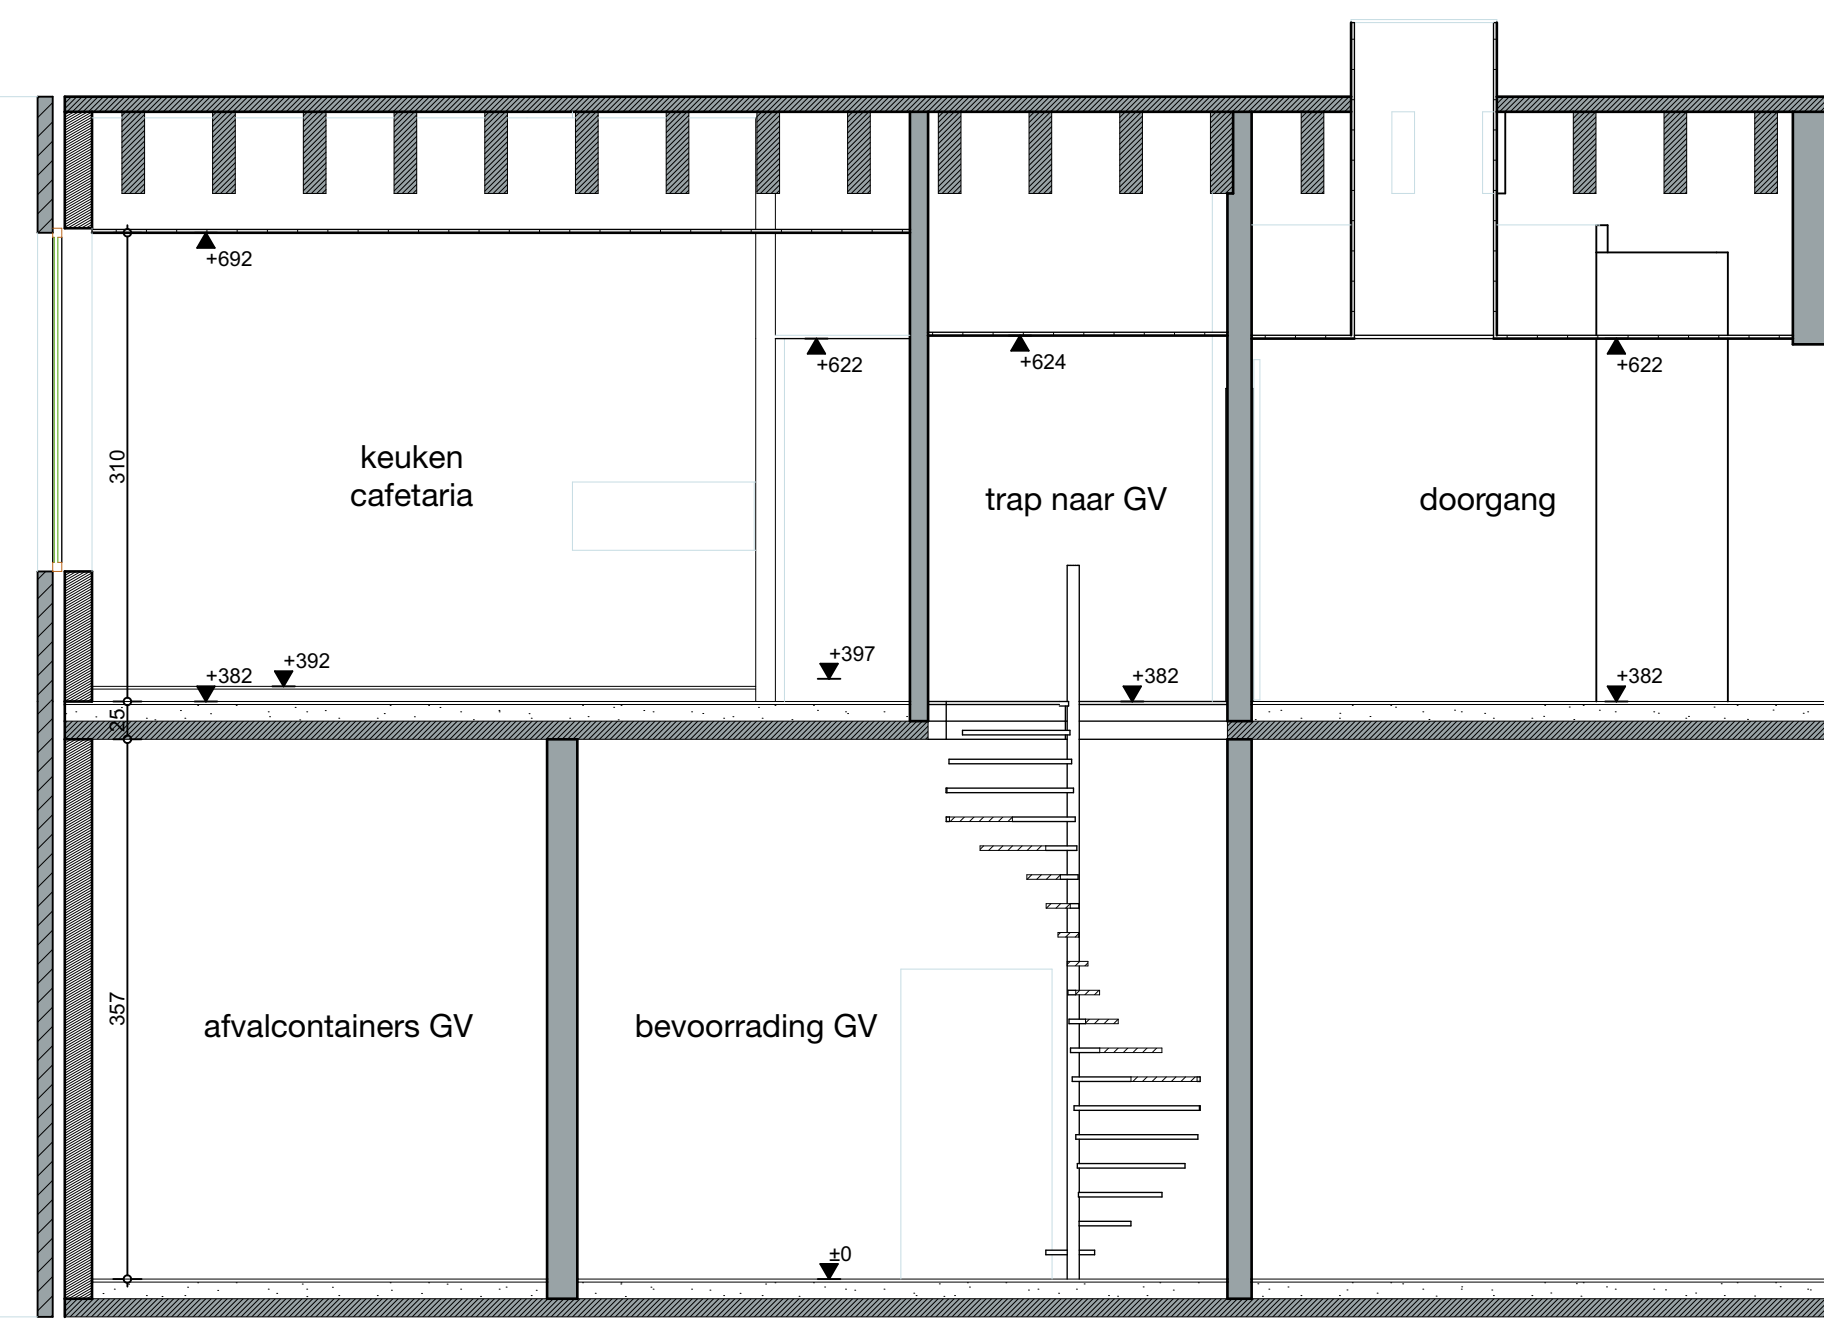 +692
+622
+624
+622
310
keuken
cafetaria
trap naar GV
doorgang
+382
+392
+397
+382
+382
25
357
afvalcontainers GV
bevoorrading GV
±0